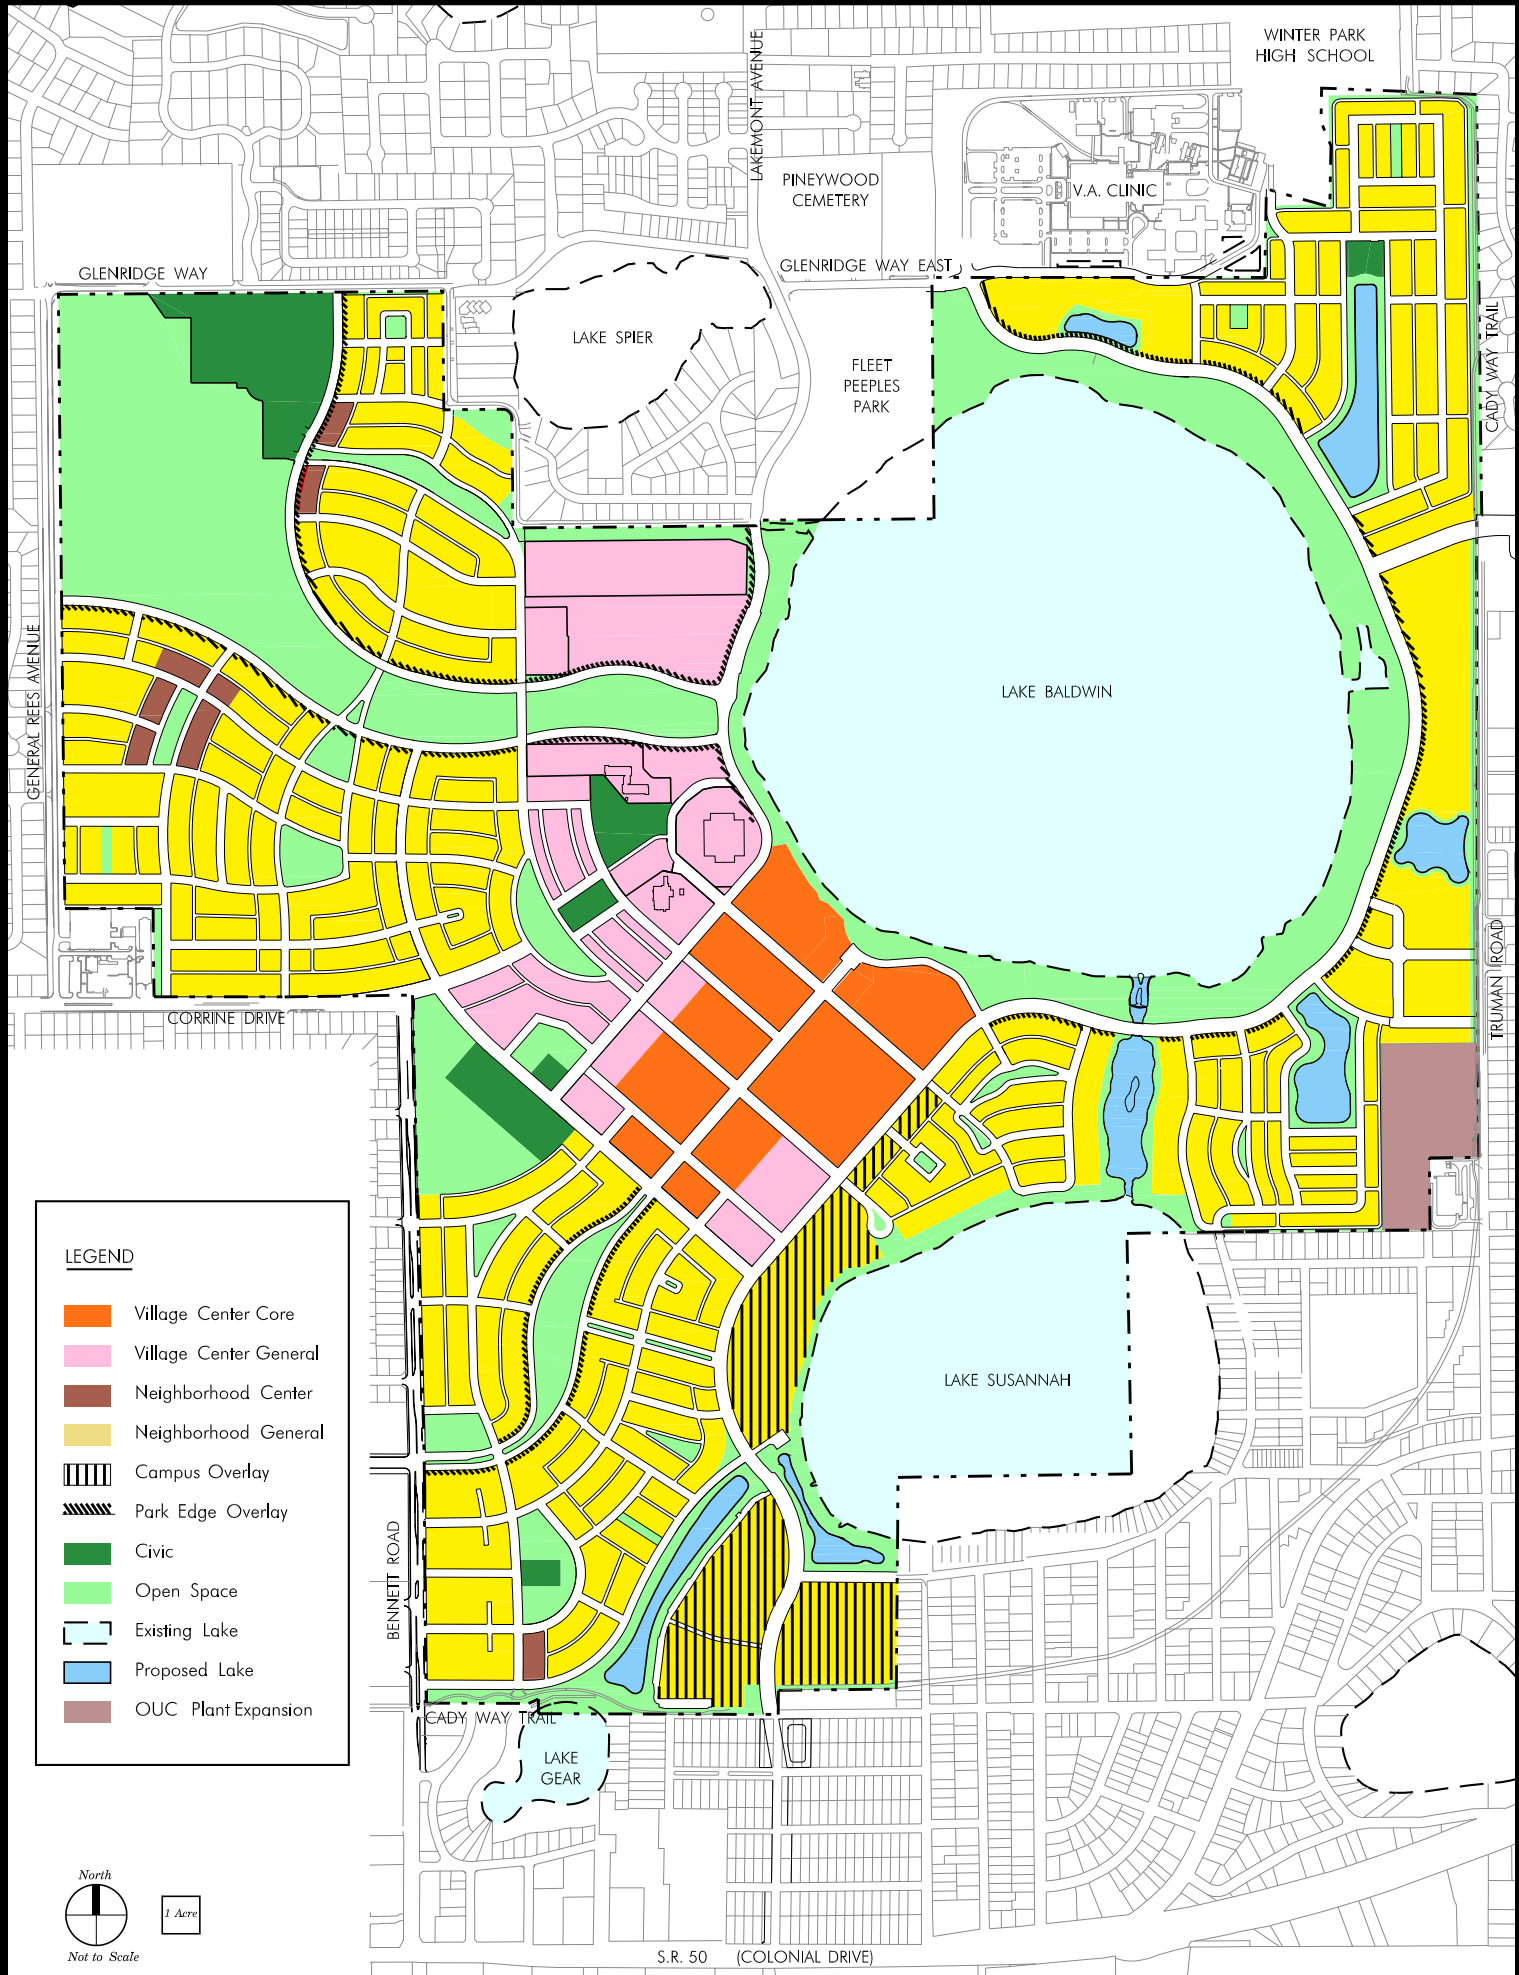 WINTER PARK
HIGH SCHOOL
LAKEMONT AVENUE
PINEYWOOD
CEMETERY
V.A. CLINIC
GLENRIDGE WAY
GLENRIDGE WAY EAST
CADY WAY TRAIL
LAKE SPIER
FLEET
PEEPLES
PARK
GENERAL REES AVENUE
LAKE BALDWIN
TRUMAN ROAD
CORRINE DRIVE
LEGEND
Village Center Core
Village Center General
Neighborhood Center
Neighborhood General
Campus Overlay
Park Edge Overlay
Civic
Open Space
Existing Lake
Proposed Lake
OUC Plant Expansion
LAKE SUSANNAH
BENNETT ROAD
CADY WAY TRAIL
LAKE
GEAR
North
1 Acre
Not to Scale
S.R. 50 (COLONIAL DRIVE)